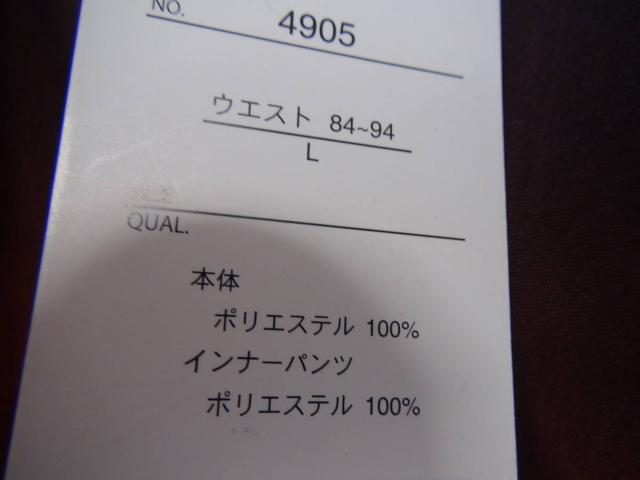 NO. 4905
ウエスト 84~94
L
QUAL.
本体
ポリエステル 100%
インナーパンツ
ポリエステル 100%